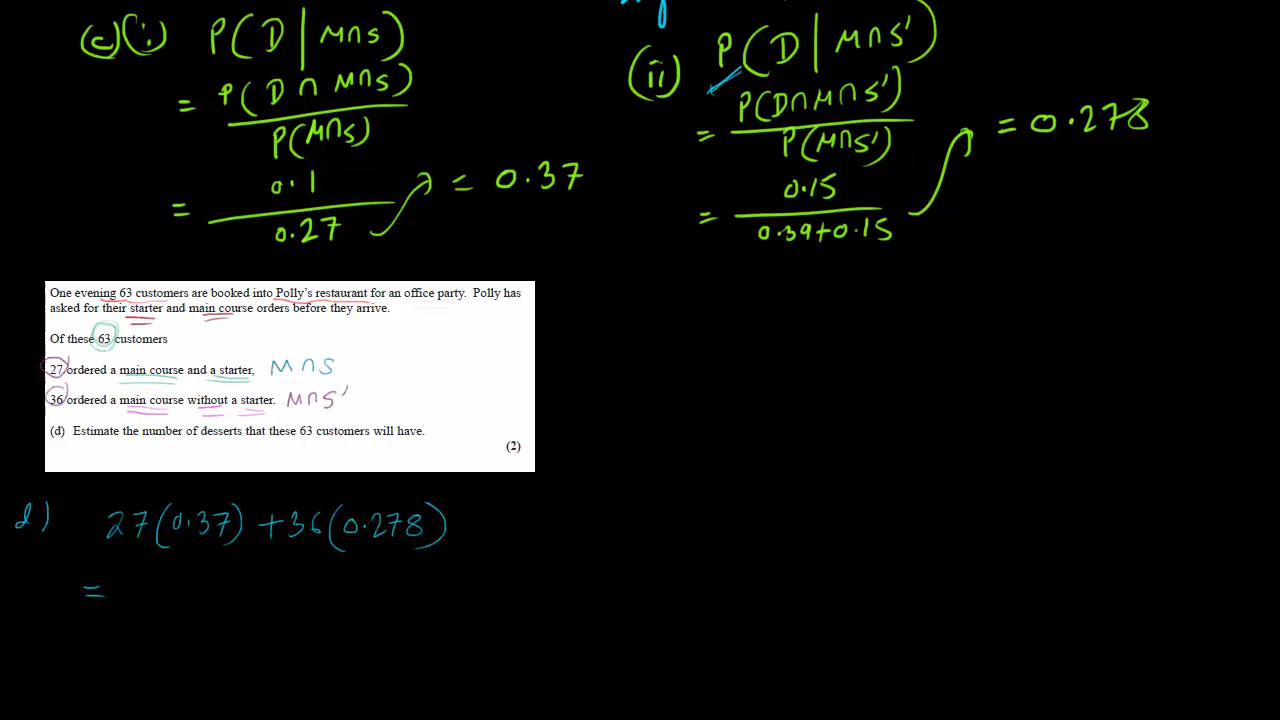 (c) (i) P(D | M∩S)
= P(D ∩ M∩S)
P(M∩S)
= 0.1
0.27
= 0.37
(ii) P(D | M∩S')
= P(D∩M∩S')
P(M∩S')
= 0.15
0.39+0.15
= 0.278
One evening 63 customers are booked into Polly's restaurant for an office party. Polly has
asked for their starter and main course orders before they arrive.
Of these 63 customers
27 ordered a main course and a starter, M∩S
36 ordered a main course without a starter. M∩S'
(d) Estimate the number of desserts that these 63 customers will have.
(2)
d) 27(0.37) + 36(0.278)
=